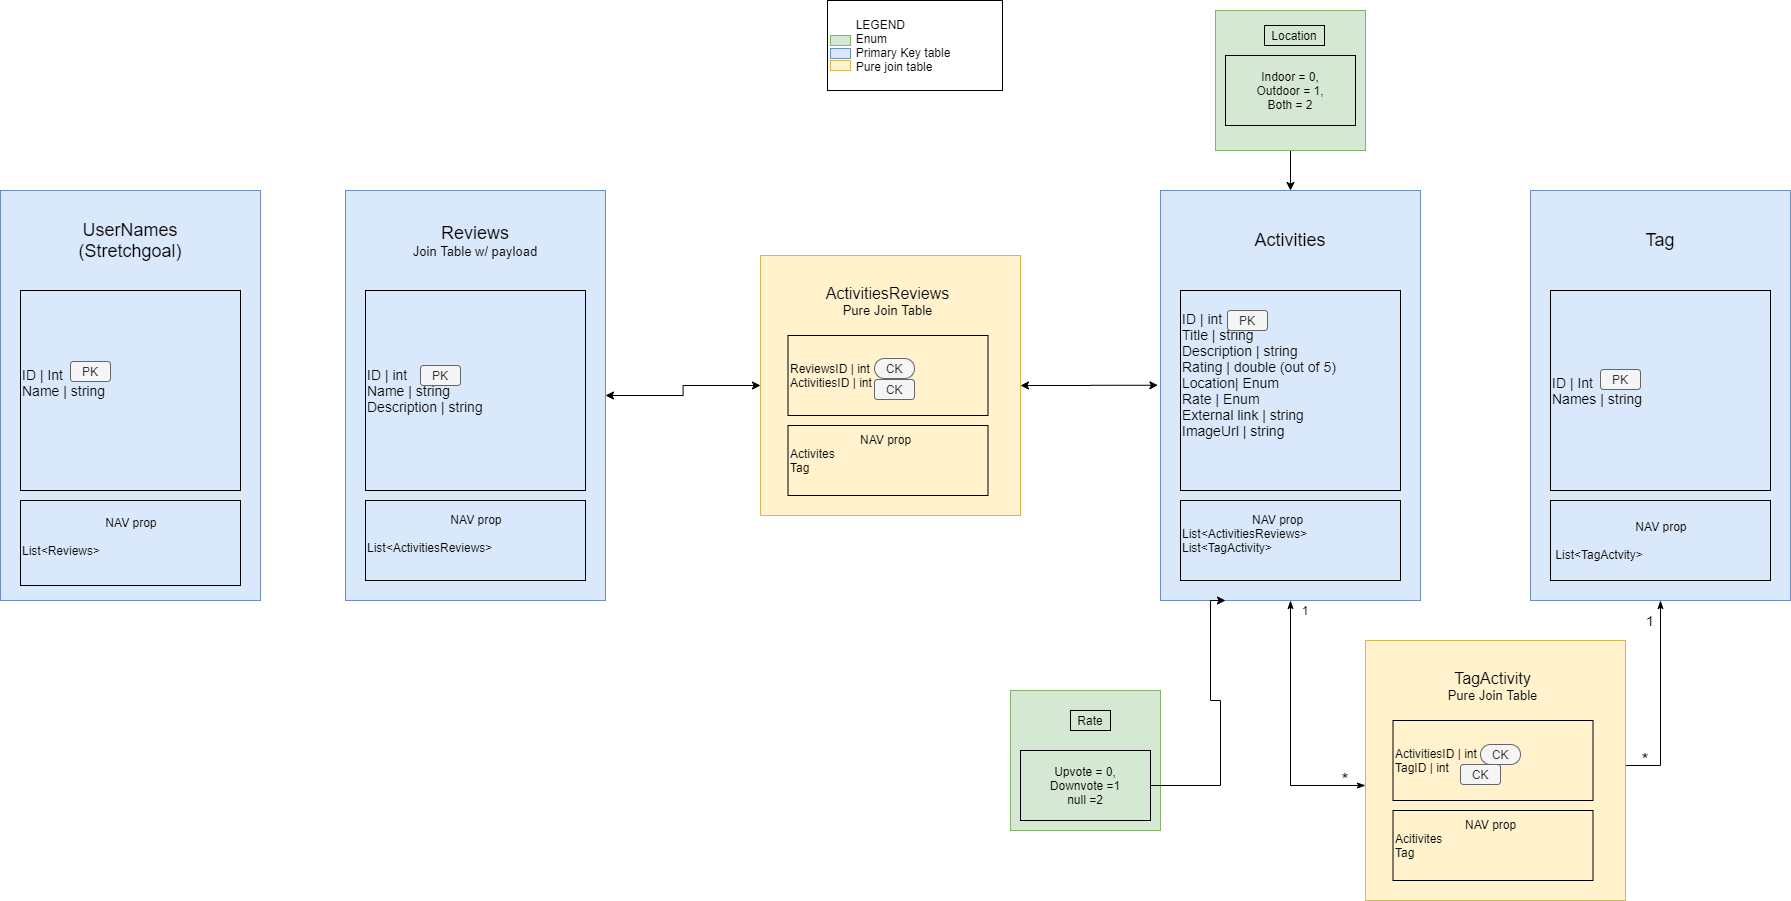 LEGEND
Enum
Primary Key table
Pure join table
Location
Indoor = 0,
Outdoor = 1,
Both = 2
UserNames
(Stretchgoal)
ID | Int PK
Name | string
NAV prop
List<Reviews>
Reviews
Join Table w/ payload
ID | int PK
Name | string
Description | string
NAV prop
List<ActivitiesReviews>
ActivitiesReviews
Pure Join Table
ReviewsID | int CK
ActivitiesID | int CK
NAV prop
Activites
Tag
Activities
ID | int PK
Title | string
Description | string
Rating | double (out of 5)
Location| Enum
Rate | Enum
External link | string
ImageUrl | string
NAV prop
List<ActivitiesReviews>
List<TagActivity>
Tag
ID | Int PK
Names | string
NAV prop
List<TagActvity>
1
1
*
*
Rate
Upvote = 0,
Downvote =1
null =2
TagActivity
Pure Join Table
ActivitiesID | int CK
TagID | int CK
NAV prop
Acitivites
Tag